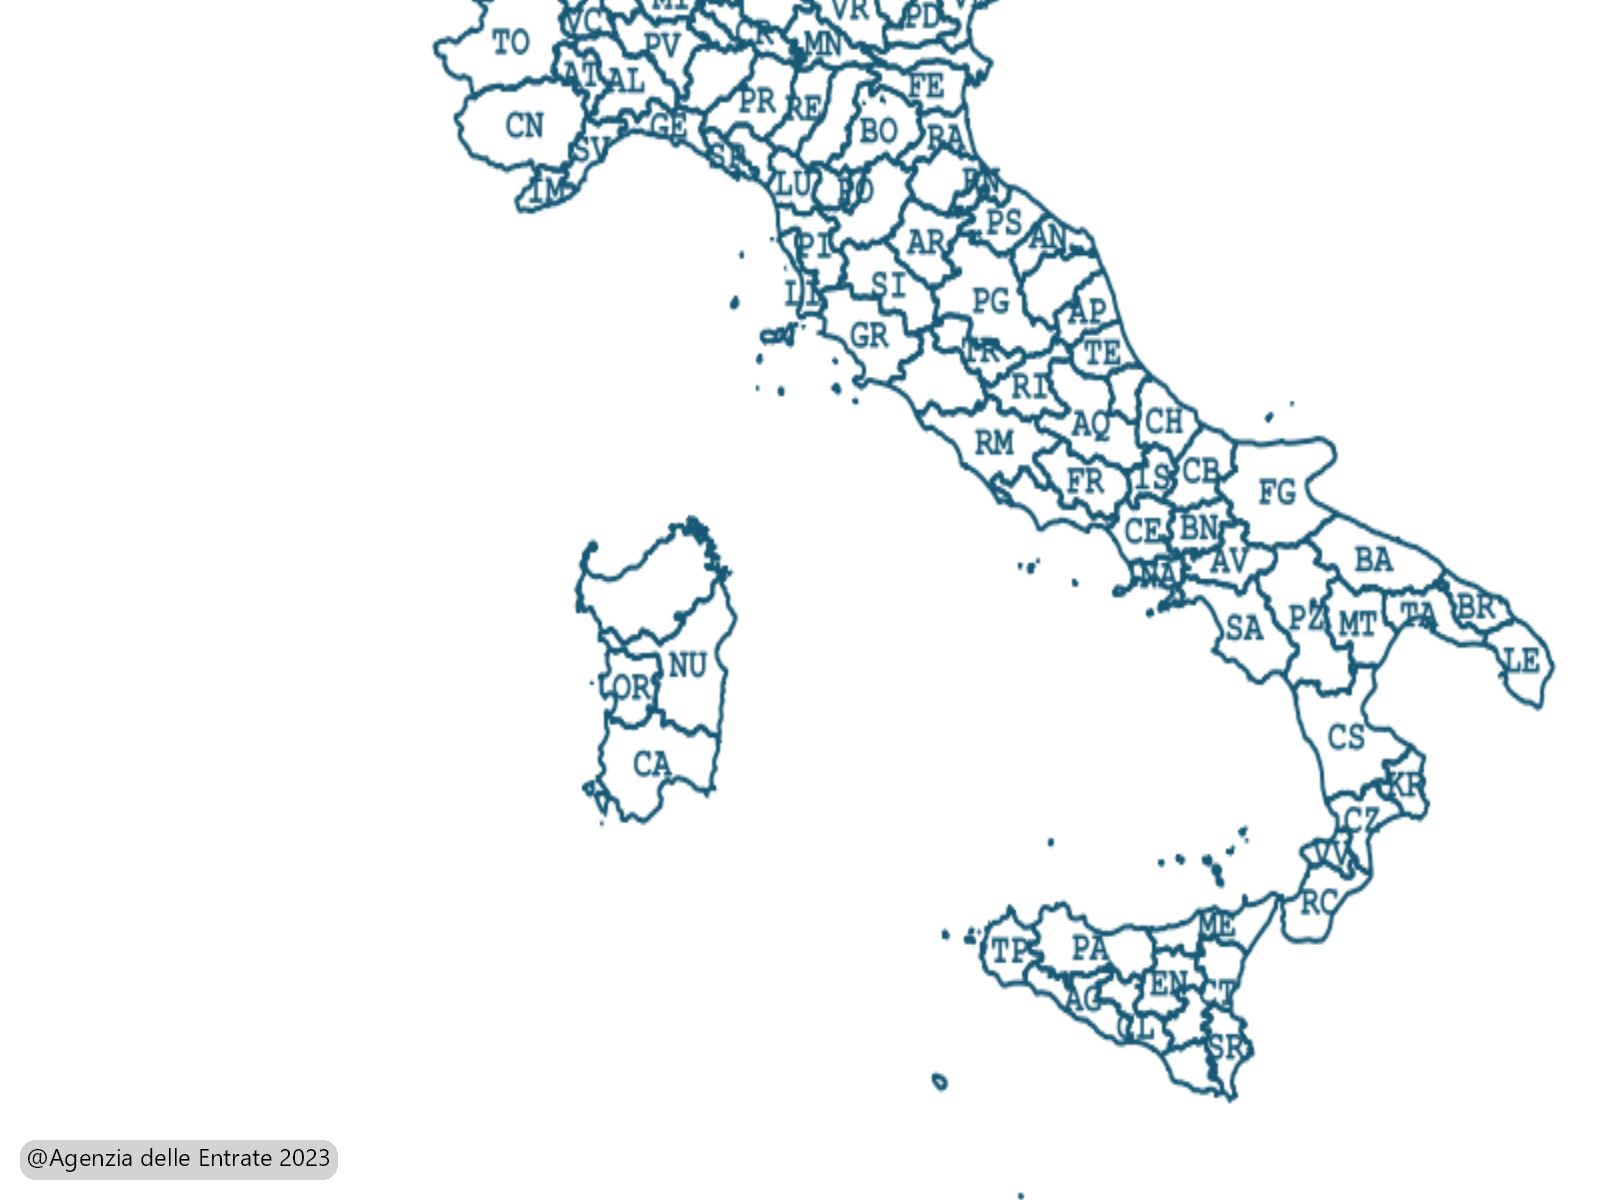 MI
VR
PD
VC
CR
TO
PV
MN
AT
AL
FE
PR
RE
CN
GE
BO
RA
SV
SP
IM
LU
PO
RN
PS
AR
AN
PI
SI
LI
PG
AP
GR
TR
TE
RI
AQ
CH
RM
FR
IS
CB
FG
CE
BN
NA
AV
BA
SA
PZ
MT
TA
BR
LE
NU
OR
CA
CS
KR
CZ
VV
RC
ME
TP
PA
EN
AG
CT
CL
SR
@Agenzia delle Entrate 2023